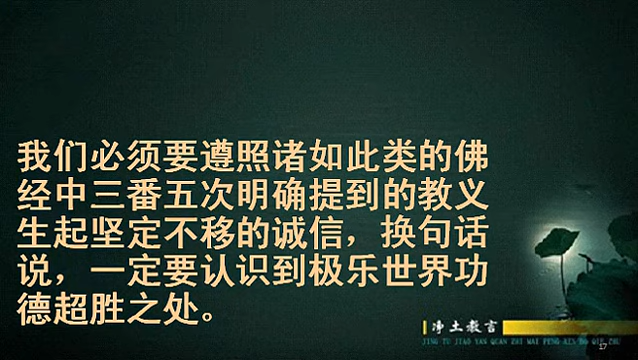 我们必须要遵照诸如此类的佛
经中三番五次明确提到的教义
生起坚定不移的诚信，换句话
说，一定要认识到极乐世界功
德超胜之处。
净土教言
17